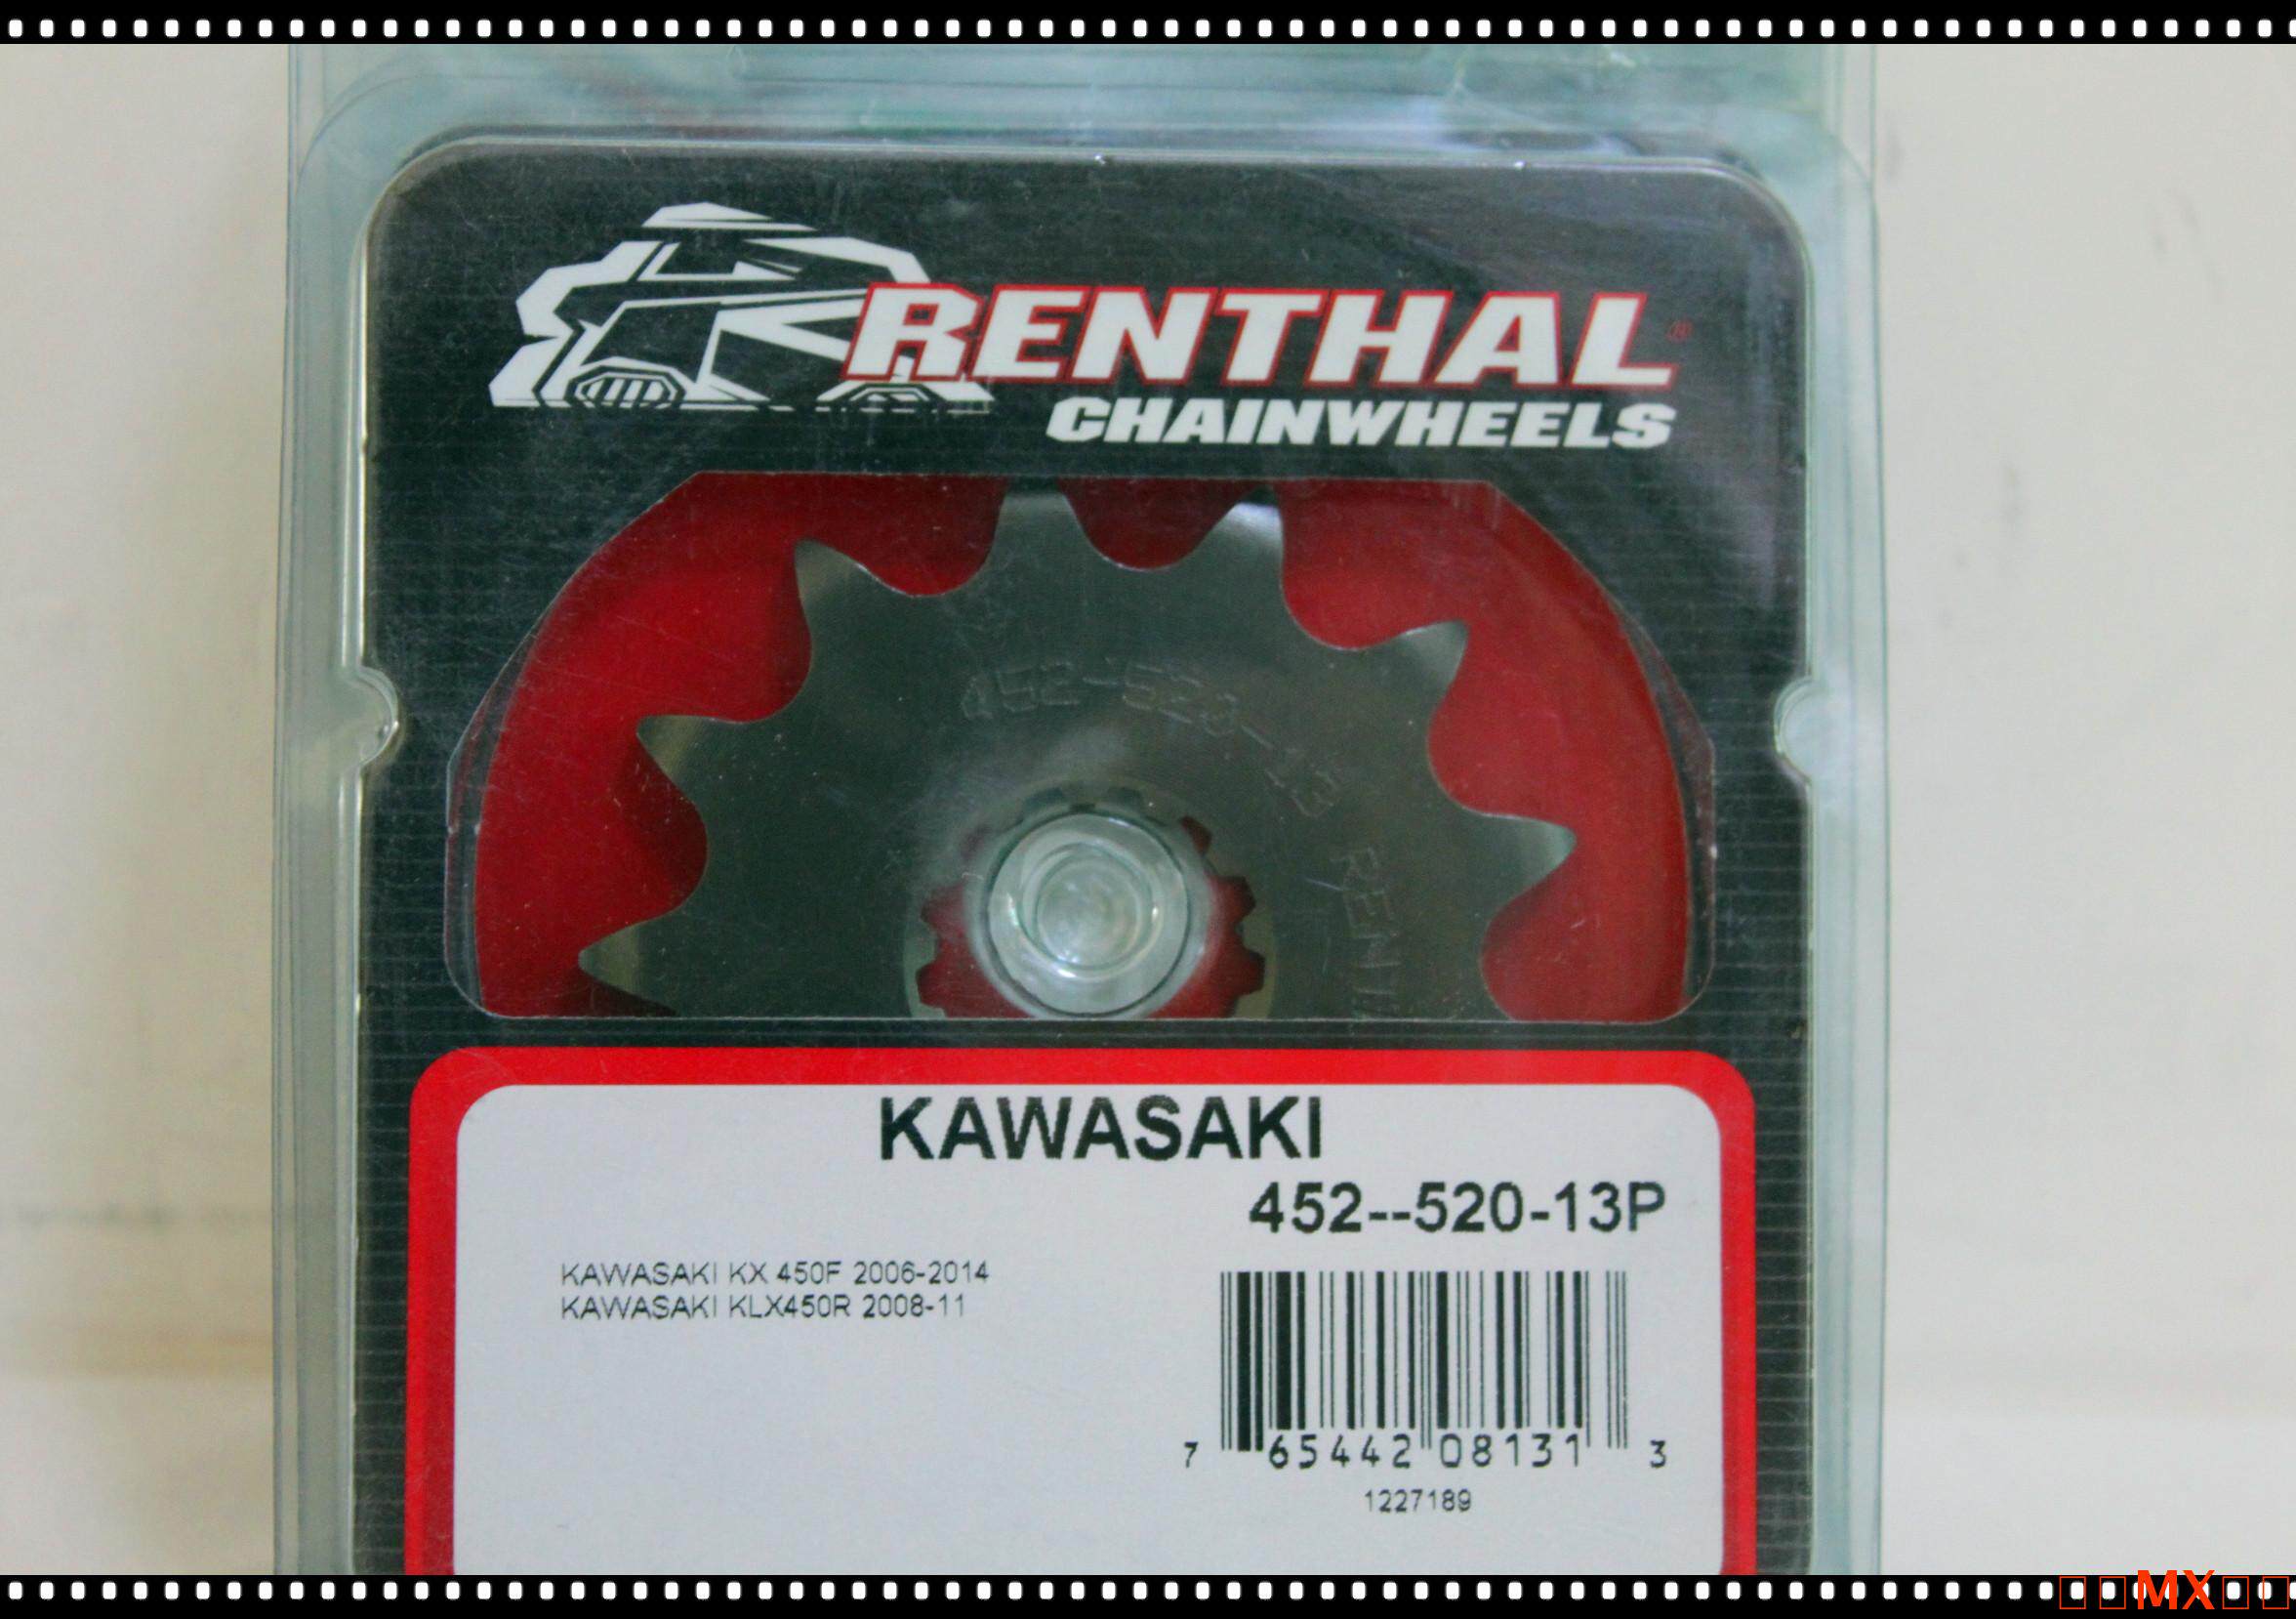 RENTHAL®
CHAINWHEELS
452-520-13 RENTHAL
KAWASAKI
452--520-13P
KAWASAKI KX 450F 2006-2014
KAWASAKI KLX450R 2008-11
7 65442 08131 3
1227189
MX